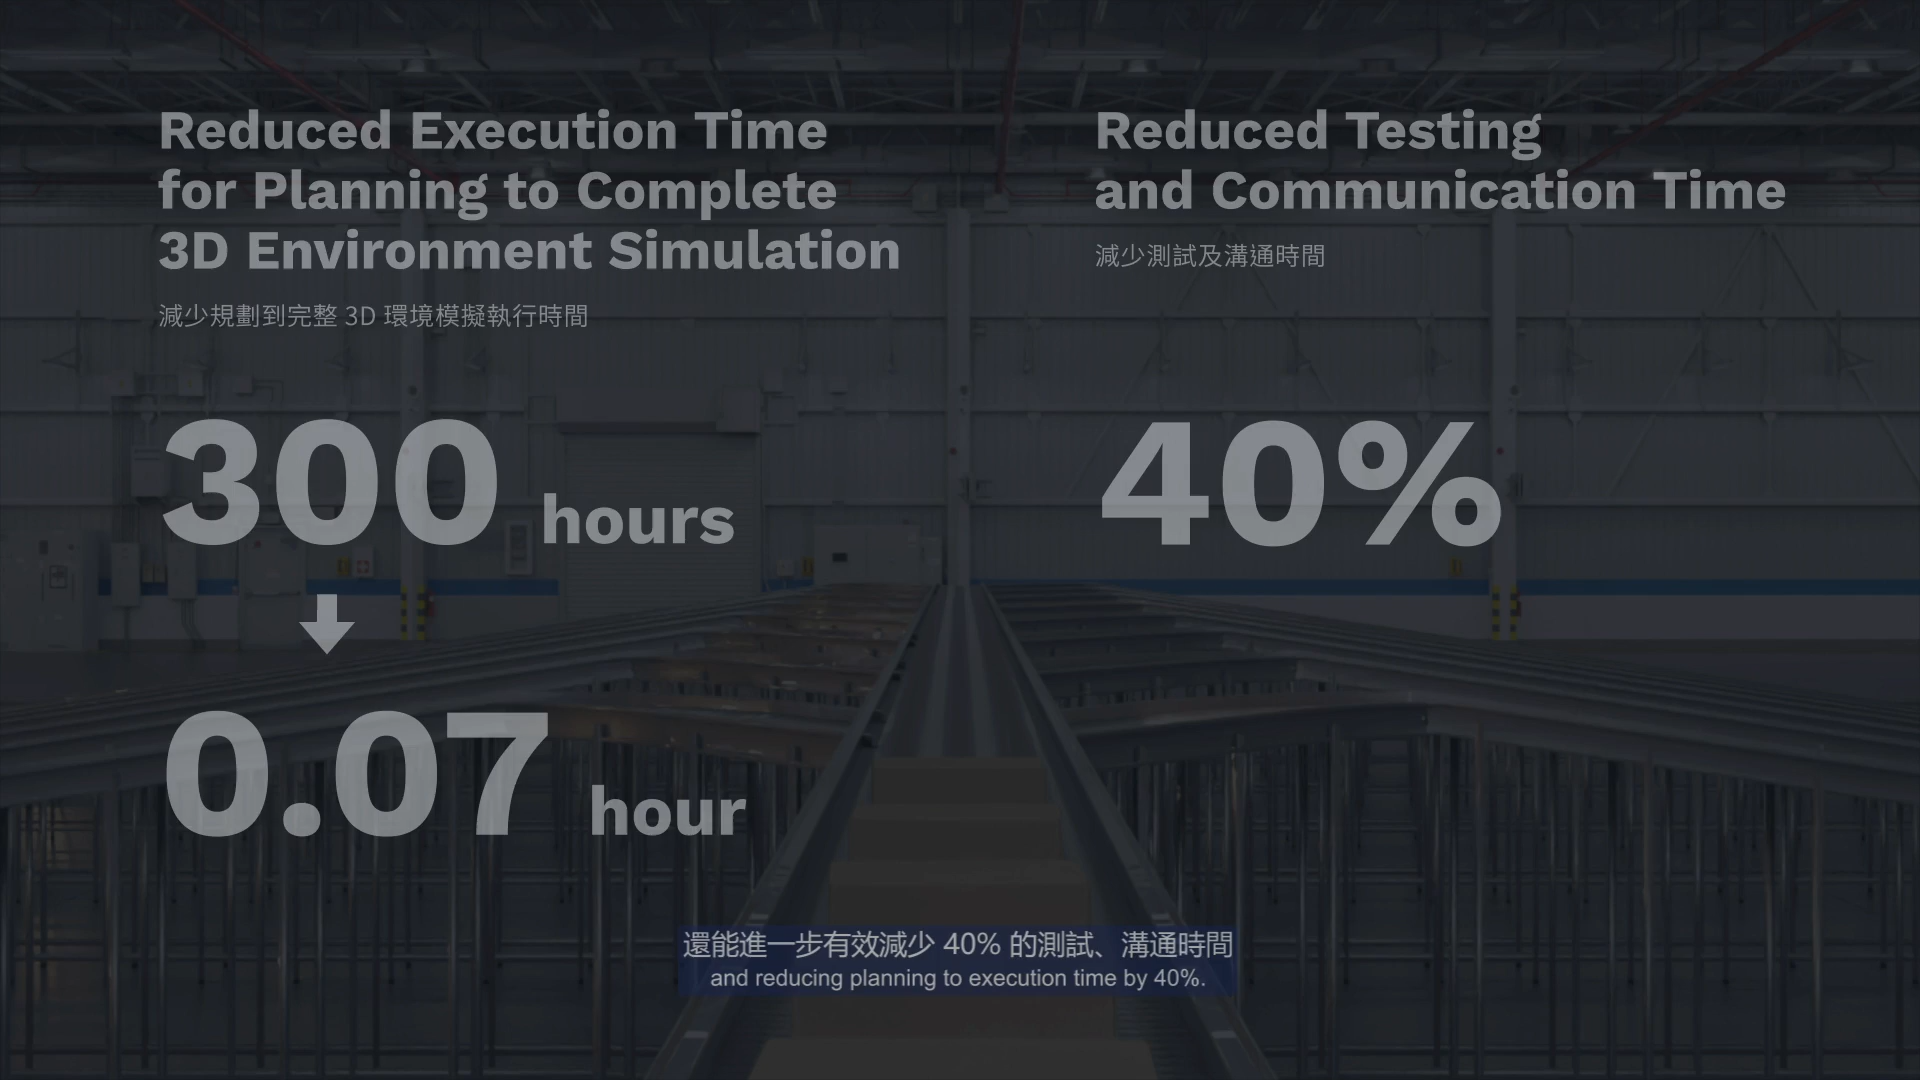 Reduced Execution Time
for Planning to Complete
3D Environment Simulation
減少規劃到完整 3D 環境模擬執行時間
300 hours
0.07 hour
Reduced Testing
and Communication Time
減少測試及溝通時間
40%
還能進一步有效減少 40% 的測試、溝通時間
and reducing planning to execution time by 40%.